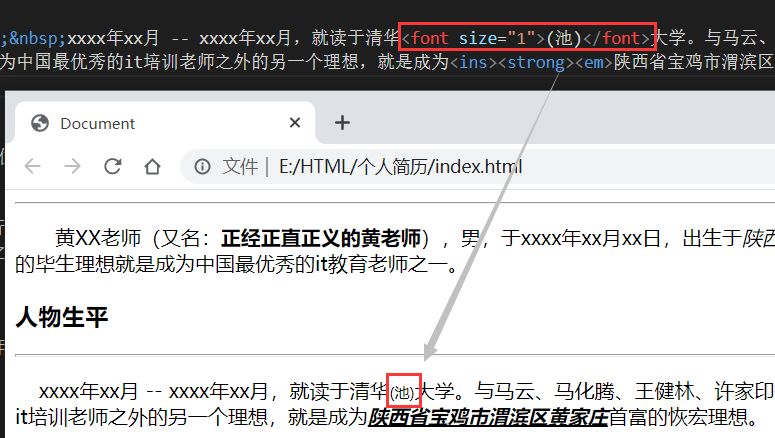 ;&nbsp;xxxx年xx月 -- xxxx年xx月，就读于清华<font size="1">(池)</font>大学。与马云、
为中国最优秀的it培训老师之外的另一个理想，就是成为<ins><strong><em>陕西省宝鸡市渭滨区
Document
文件 | E:/HTML/个人简历/index.html
黄XX老师（又名：正经正直正义的黄老师），男，于xxxx年xx月xx日，出生于陕西
的毕生理想就是成为中国最优秀的it教育老师之一。
人物生平
xxxx年xx月 -- xxxx年xx月，就读于清华(池)大学。与马云、马化腾、王健林、许家印
it培训老师之外的另一个理想，就是成为陕西省宝鸡市渭滨区黄家庄首富的恢宏理想。